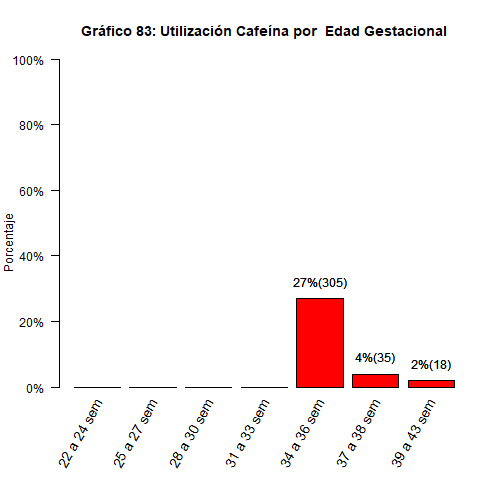 Gráfico 83: Utilización Cafeína por  Edad Gestacional
Porcentaje
100%
80%
60%
40%
20%
0%
27%(305)
4%(35)
2%(18)
22 a 24 sem
25 a 27 sem
28 a 30 sem
31 a 33 sem
34 a 36 sem
37 a 38 sem
39 a 43 sem